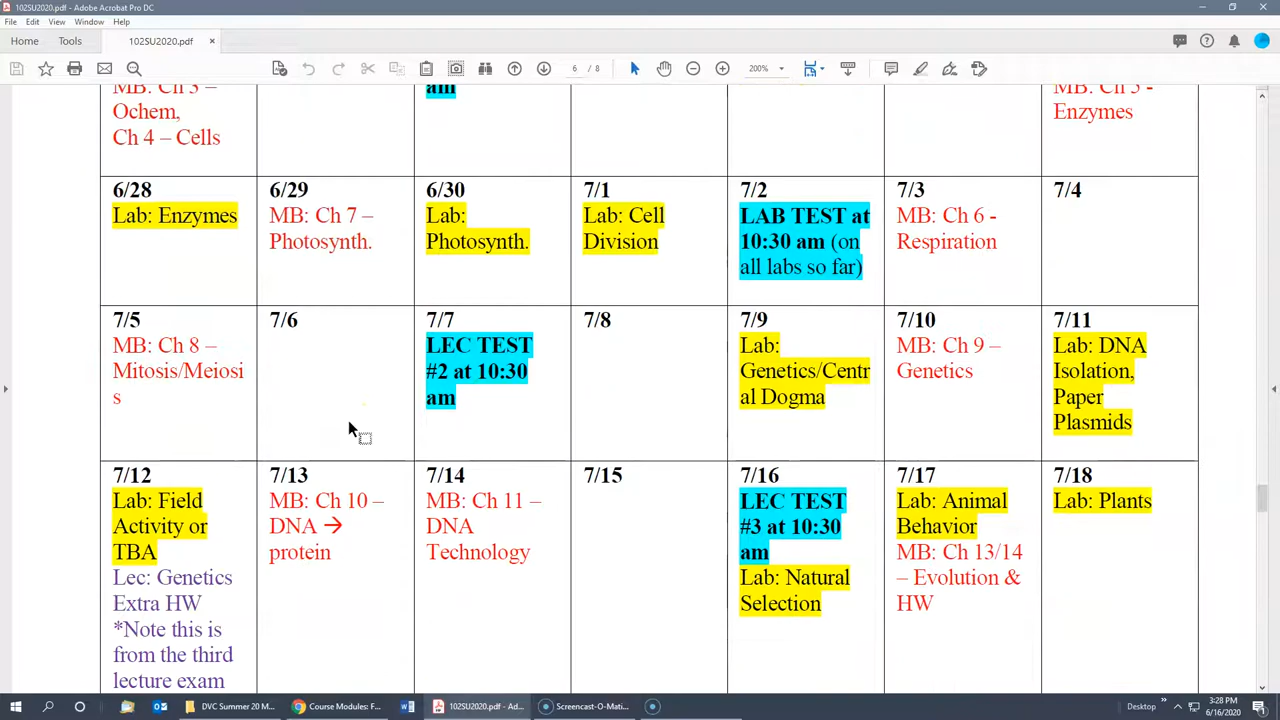 102SU2020.pdf - Adobe Acrobat Pro DC
File Edit View Window Help
Home Tools 102SU2020.pdf ×
6 / 8 200%
MB: Ch 3 –
Ochem,
Ch 4 – Cells
am
MB: Ch 5 -
Enzymes
6/28
Lab: Enzymes
6/29
MB: Ch 7 –
Photosynth.
6/30
Lab:
Photosynth.
7/1
Lab: Cell
Division
7/2
LAB TEST at
10:30 am (on
all labs so far)
7/3
MB: Ch 6 -
Respiration
7/4
7/5
MB: Ch 8 –
Mitosis/Meiosi
s
7/6
7/7
LEC TEST
#2 at 10:30
am
7/8
7/9
Lab:
Genetics/Centr
al Dogma
7/10
MB: Ch 9 –
Genetics
7/11
Lab: DNA
Isolation,
Paper
Plasmids
7/12
Lab: Field
Activity or
TBA
Lec: Genetics
Extra HW
*Note this is
from the third
lecture exam
7/13
MB: Ch 10 –
DNA →
protein
7/14
MB: Ch 11 –
DNA
Technology
7/15
7/16
LEC TEST
#3 at 10:30
am
Lab: Natural
Selection
7/17
Lab: Animal
Behavior
MB: Ch 13/14
– Evolution &
HW
7/18
Lab: Plants
DVC Summer 20 M... Course Modules: F... 102SU2020.pdf - Ad... Screencast-O-Mati... Desktop 3:28 PM
6/16/2020